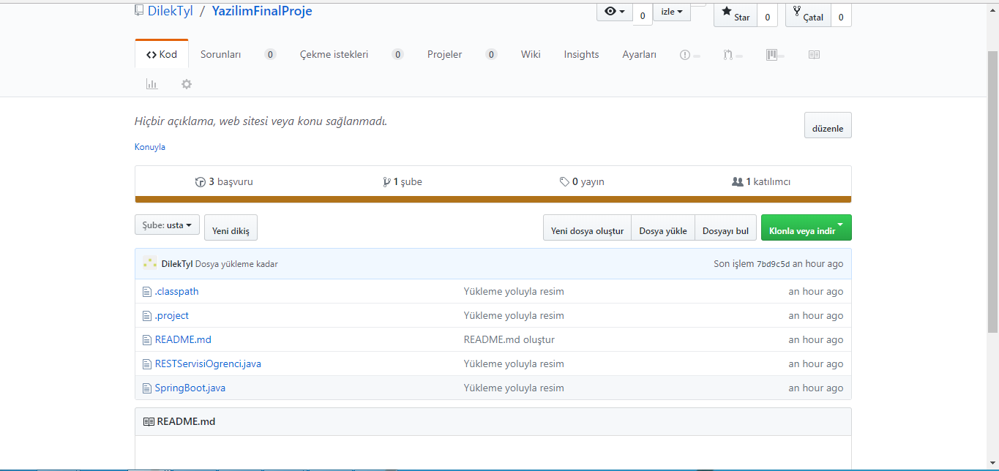 DilekTyl / YazilimFinalProje
0 izle Star 0 Çatal 0
Kod Sorunları 0 Çekme istekleri 0 Projeler 0 Wiki Insights Ayarları
Hiçbir açıklama, web sitesi veya konu sağlanmadı.
düzenle
Konuyla
3 başvuru 1 şube 0 yayın 1 katılımcı
Şube: usta Yeni dikiş Yeni dosya oluştur Dosya yükle Dosyayı bul Klonla veya indir
DilekTyl Dosya yükleme kadar Son işlem 7bd9c5d an hour ago
.classpath Yükleme yoluyla resim an hour ago
.project Yükleme yoluyla resim an hour ago
README.md README.md oluştur an hour ago
RESTServisiOgrenci.java Yükleme yoluyla resim an hour ago
SpringBoot.java Yükleme yoluyla resim an hour ago
README.md